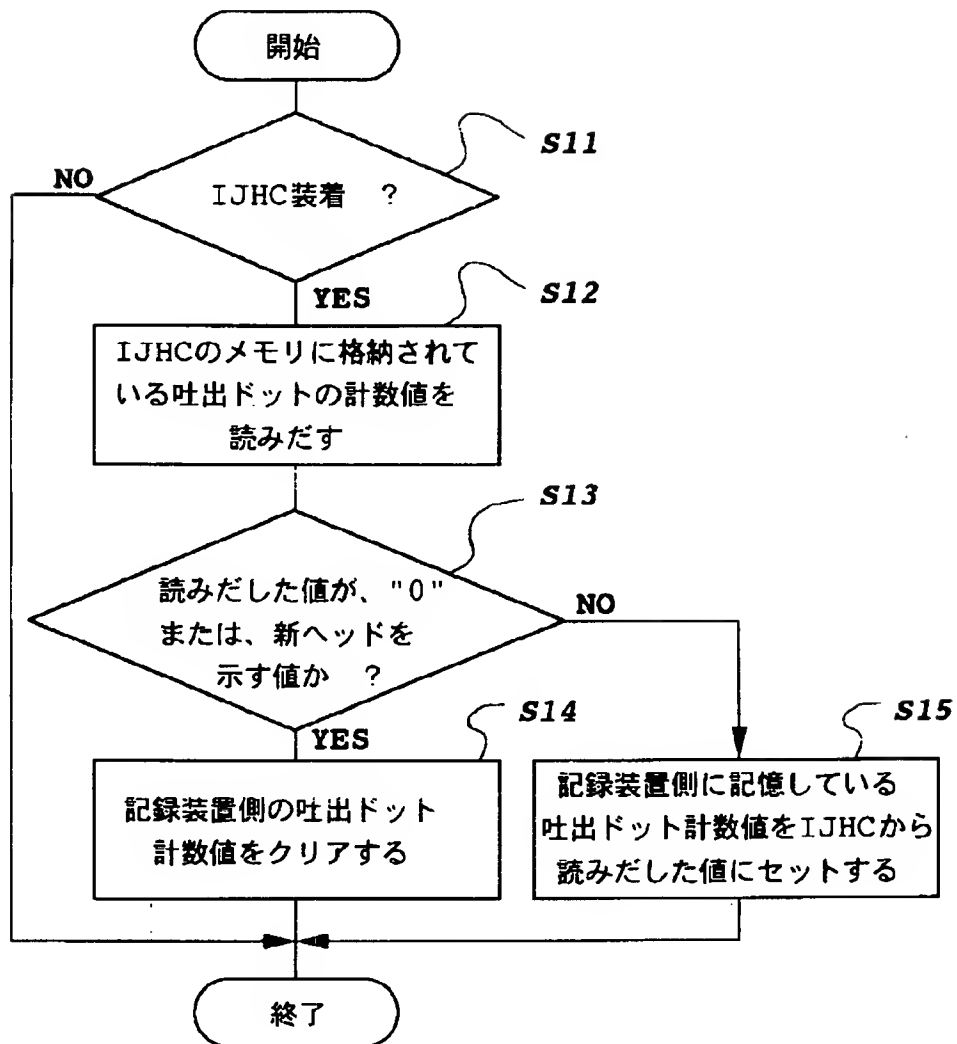 開始
S11
NO
IJHC装着 ?
YES
S12
IJHCのメモリに格納されて
いる吐出ドットの計数値を
読みだす
S13
読みだした値が、"0"
または、新ヘッドを
示す値か ?
NO
YES
S14
記録装置側の吐出ドット
計数値をクリアする
S15
記録装置側に記憶している
吐出ドット計数値をIJHCから
読みだした値にセットする
終了